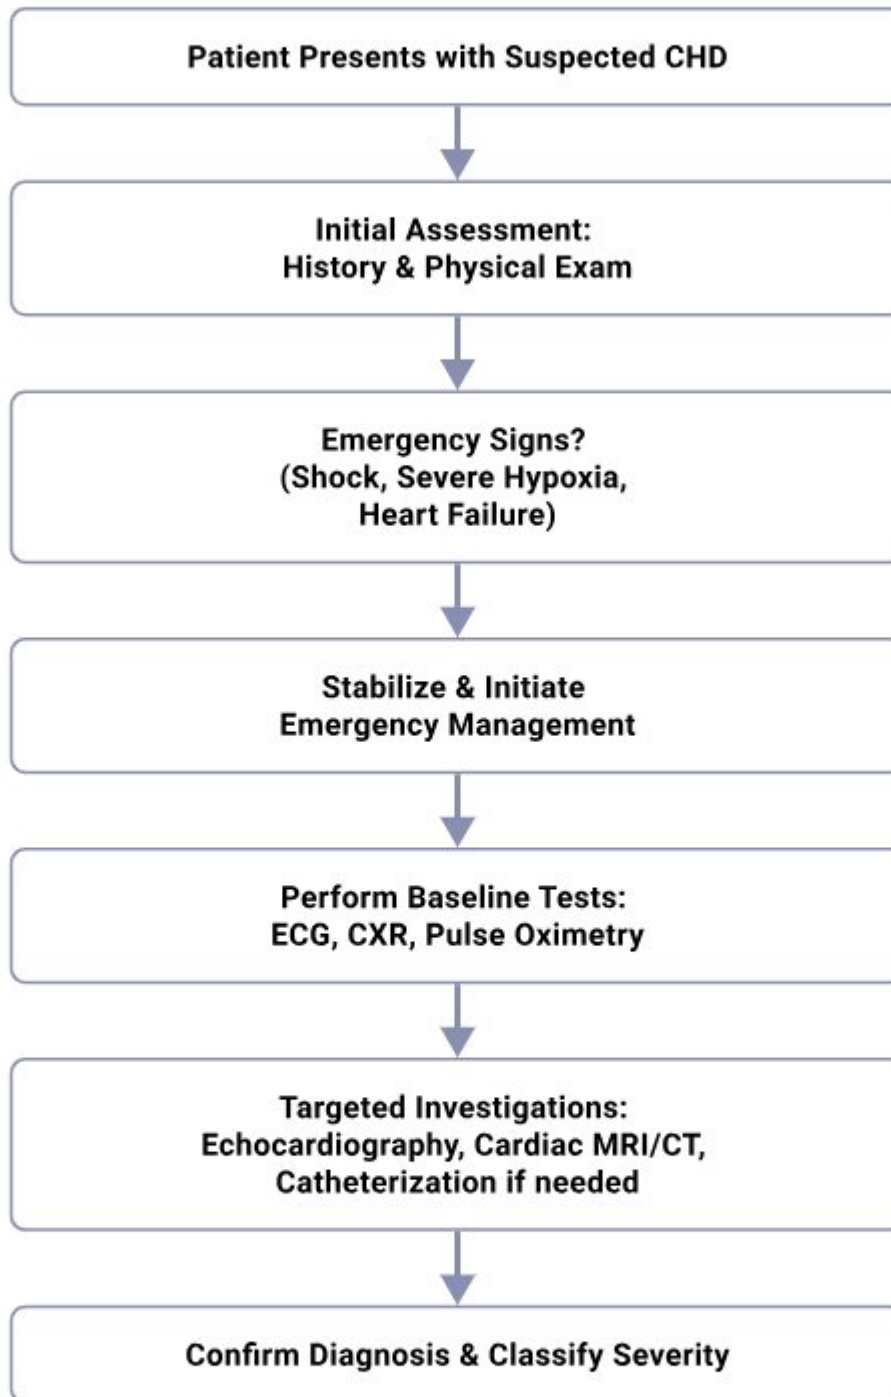 Patient Presents with Suspected CHD
Initial Assessment:
History & Physical Exam
Emergency Signs?
(Shock, Severe Hypoxia,
Heart Failure)
Stabilize & Initiate
Emergency Management
Perform Baseline Tests:
ECG, CXR, Pulse Oximetry
Targeted Investigations:
Echocardiography, Cardiac MRI/CT,
Catheterization if needed
Confirm Diagnosis & Classify Severity